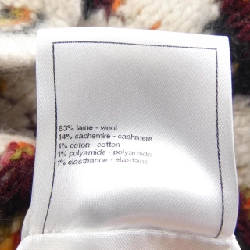 83% laine - wool
14% cachemire - cashmere
1% coton - cotton
1% polyamide - polyamide
1% elasthanne - elastane